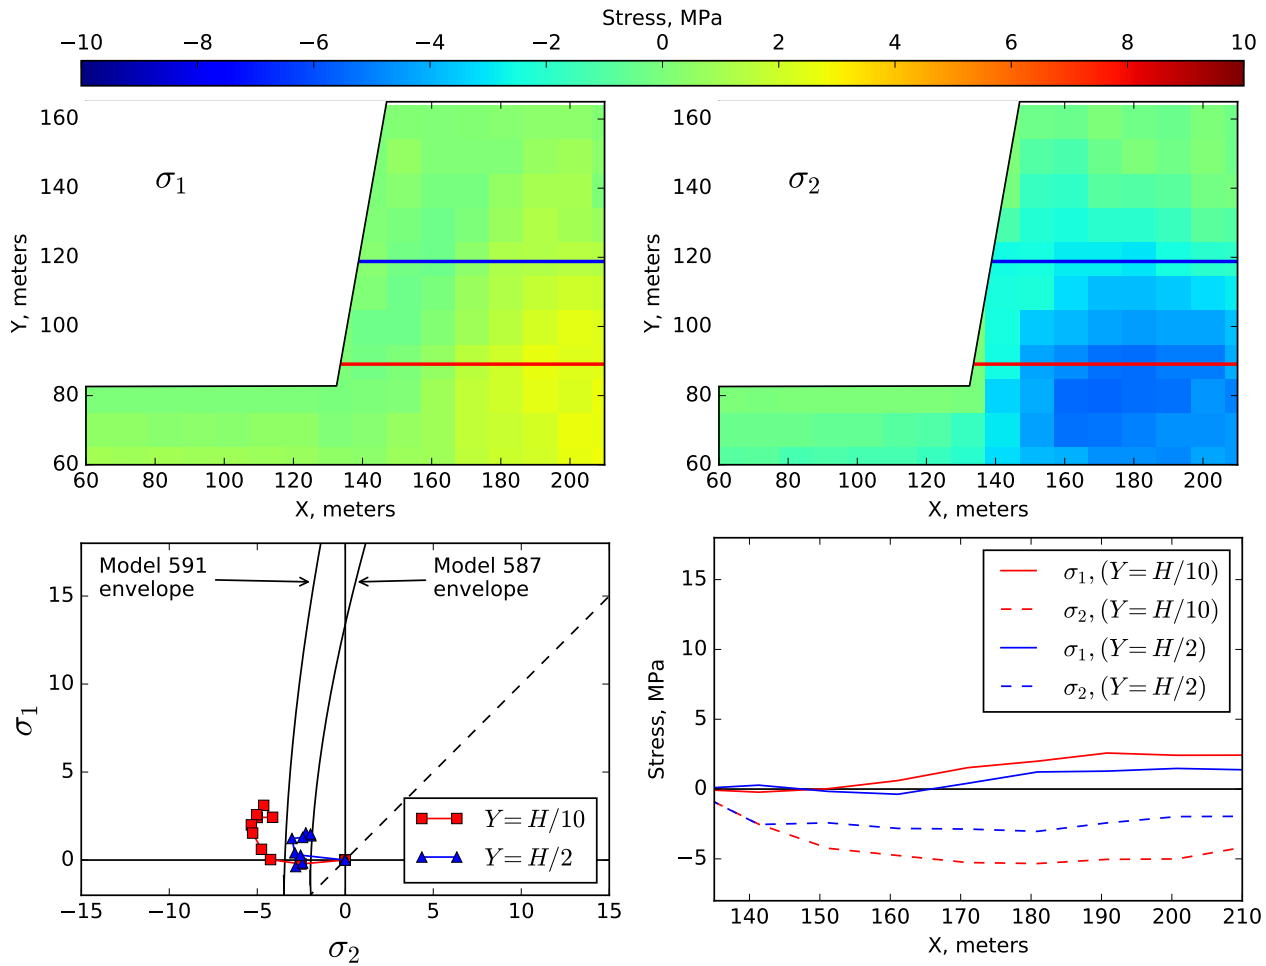 Stress, MPa
−10 −8 −6 −4 −2 0 2 4 6 8 10
160
140
120
100
80
60
Y, meters
σ1
60 80 100 120 140 160 180 200
X, meters
160
140
120
100
80
60
Y, meters
σ2
60 80 100 120 140 160 180 200
X, meters
Model 591
envelope
Model 587
envelope
15
10
5
0
σ1
Y=H/10
Y=H/2
−15 −10 −5 0 5 10 15
σ2
σ1, (Y=H/10)
σ2, (Y=H/10)
σ1, (Y=H/2)
σ2, (Y=H/2)
15
10
5
0
−5
Stress, MPa
140 150 160 170 180 190 200 210
X, meters